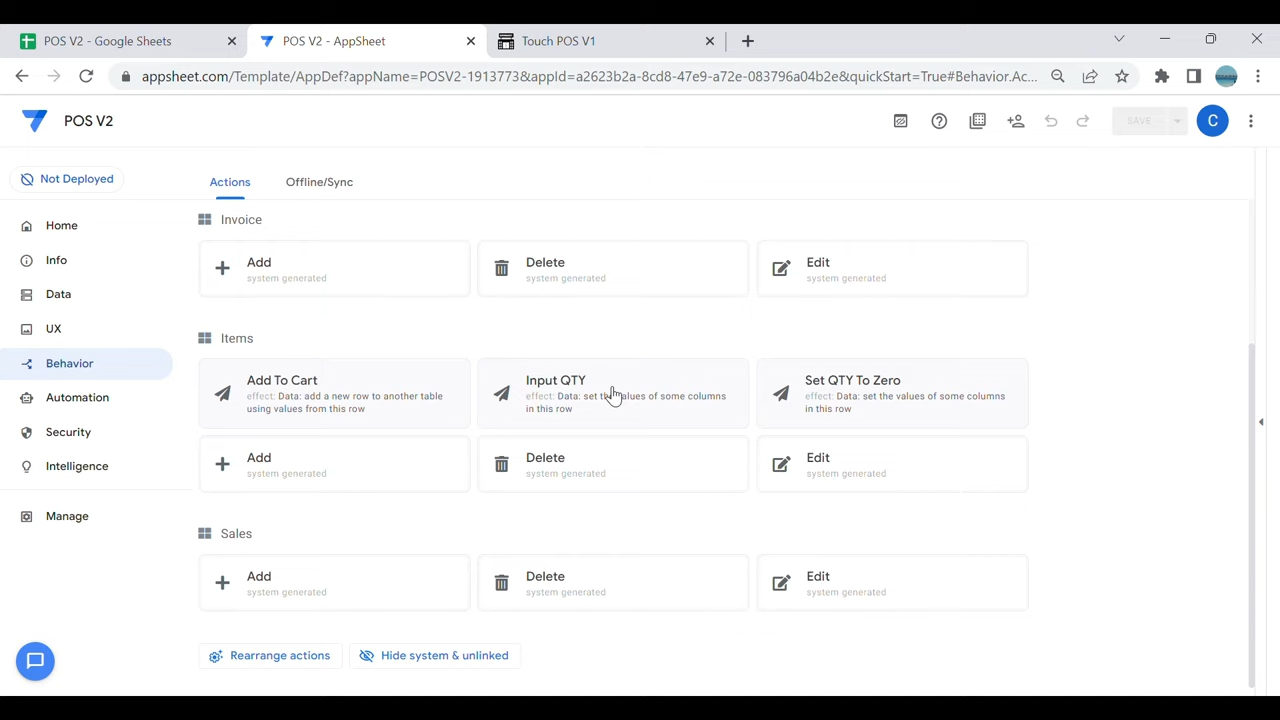 POS V2 - Google Sheets
POS V2 - AppSheet
Touch POS V1
appsheet.com/Template/AppDef?appName=POSV2-1913773&appId=a2623b2a-8cd8-47e9-a72e-083796a04b2e&quickStart=True#Behavior.Ac...
POS V2
SAVE
C
Not Deployed
Actions
Offline/Sync
Home
Info
Data
UX
Behavior
Automation
Security
Intelligence
Manage
Invoice
Add
system generated
Delete
system generated
Edit
system generated
Items
Add To Cart
effect: Data: add a new row to another table
using values from this row
Input QTY
effect: Data: set values of some columns
in this row
Set QTY To Zero
effect: Data: set the values of some columns
in this row
Add
system generated
Delete
system generated
Edit
system generated
Sales
Add
system generated
Delete
system generated
Edit
system generated
Rearrange actions
Hide system & unlinked